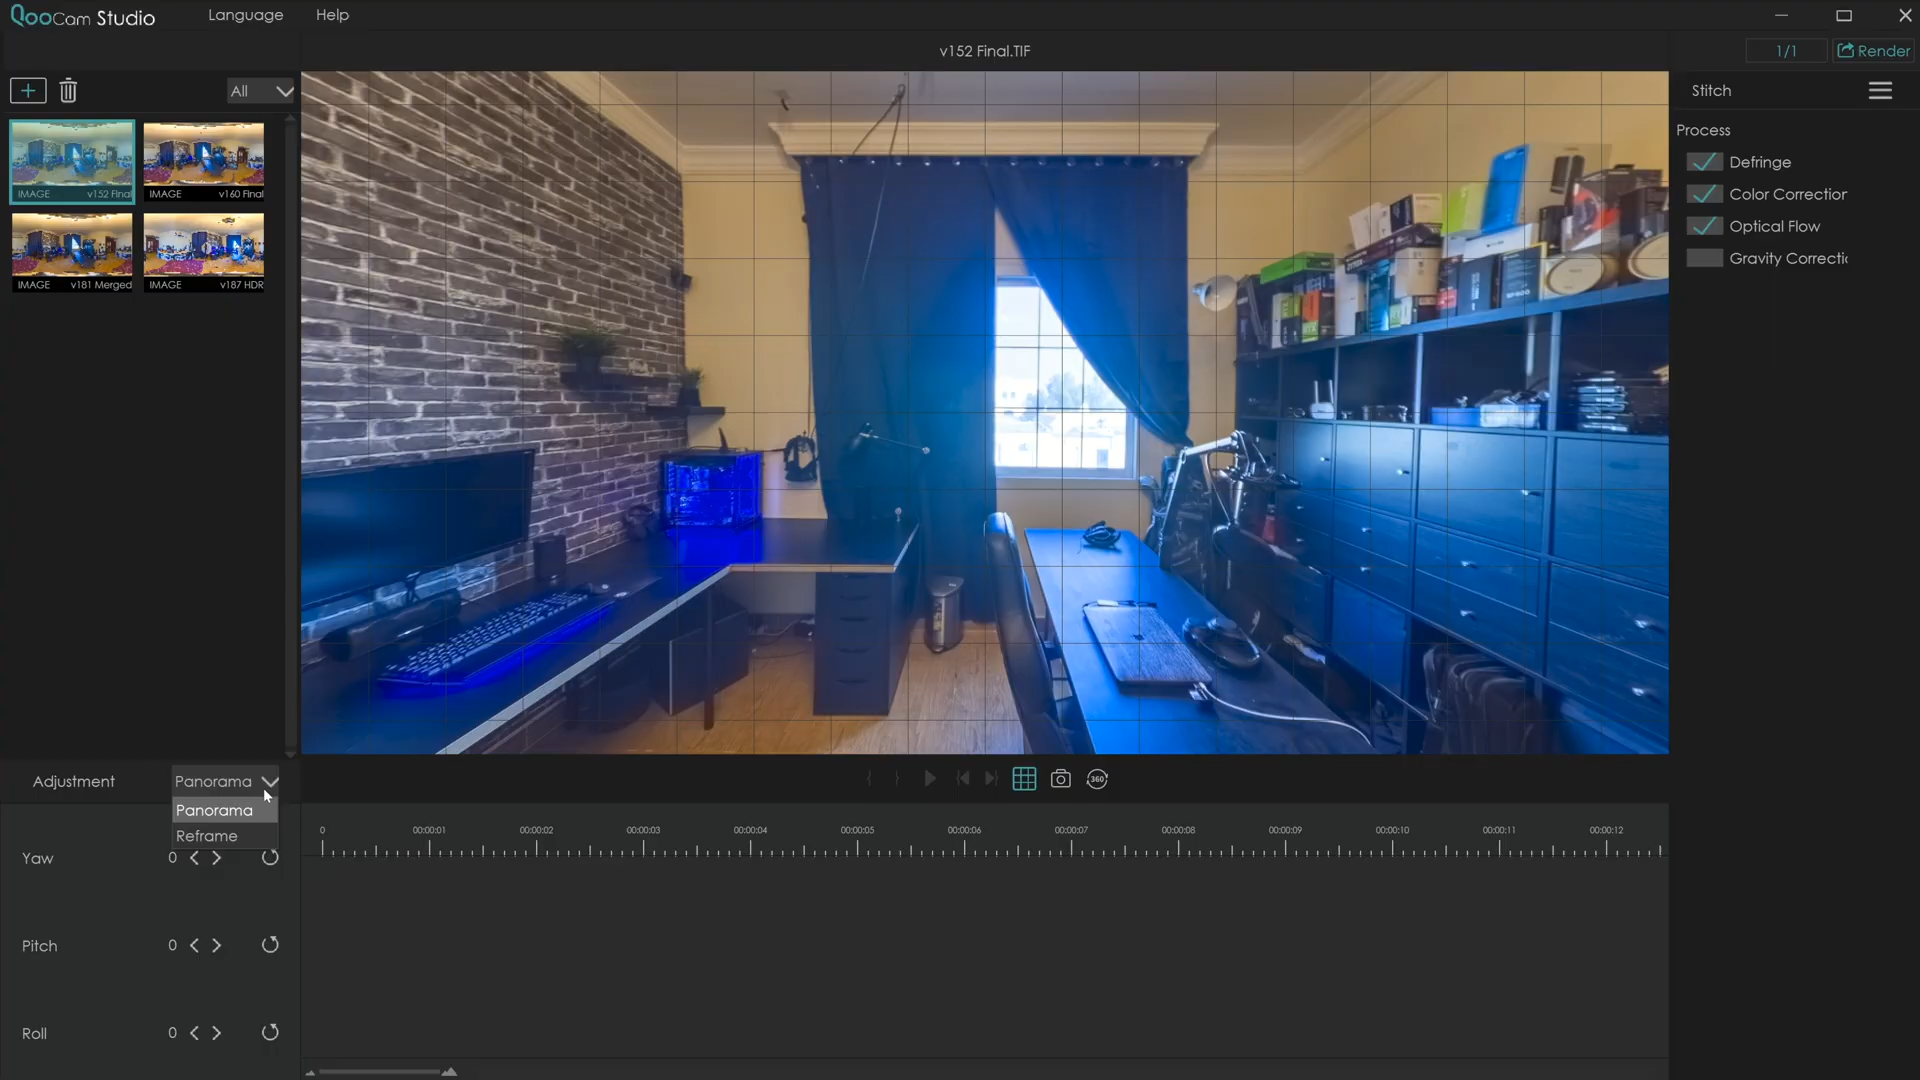 QooCam Studio
Language
Help
v152 Final.TIF
1/1
Render
All
IMAGE v152 Final
IMAGE v160 Final
IMAGE v181 Merged
IMAGE v187 HDR
Stitch
Process
Defringe
Color Correction
Optical Flow
Gravity Correctic
Adjustment
Panorama
Panorama
Reframe
360
Yaw 0
Pitch 0
Roll 0
0 00:00:01 00:00:02 00:00:03 00:00:04 00:00:05 00:00:06 00:00:07 00:00:08 00:00:09 00:00:10 00:00:11 00:00:12